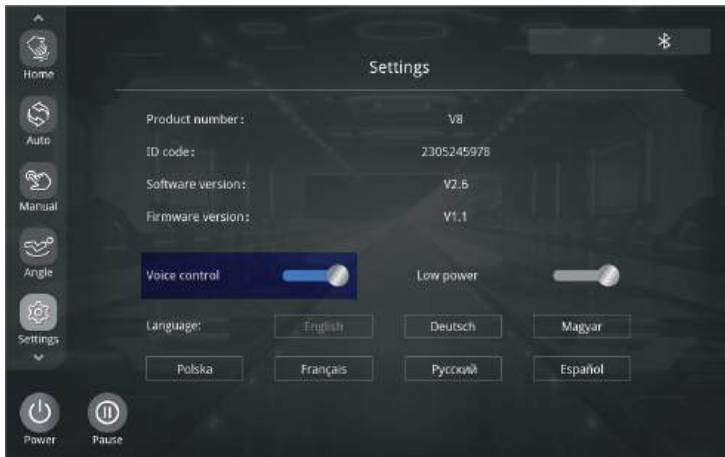 Home
Auto
Manual
Angle
Settings
Power
Pause
Settings
Product number: V8
ID code: 2305245978
Software version: V2.6
Firmware version: V1.1
Voice control Low power
Language: English Deutsch Magyar
Polska Français Русский Español